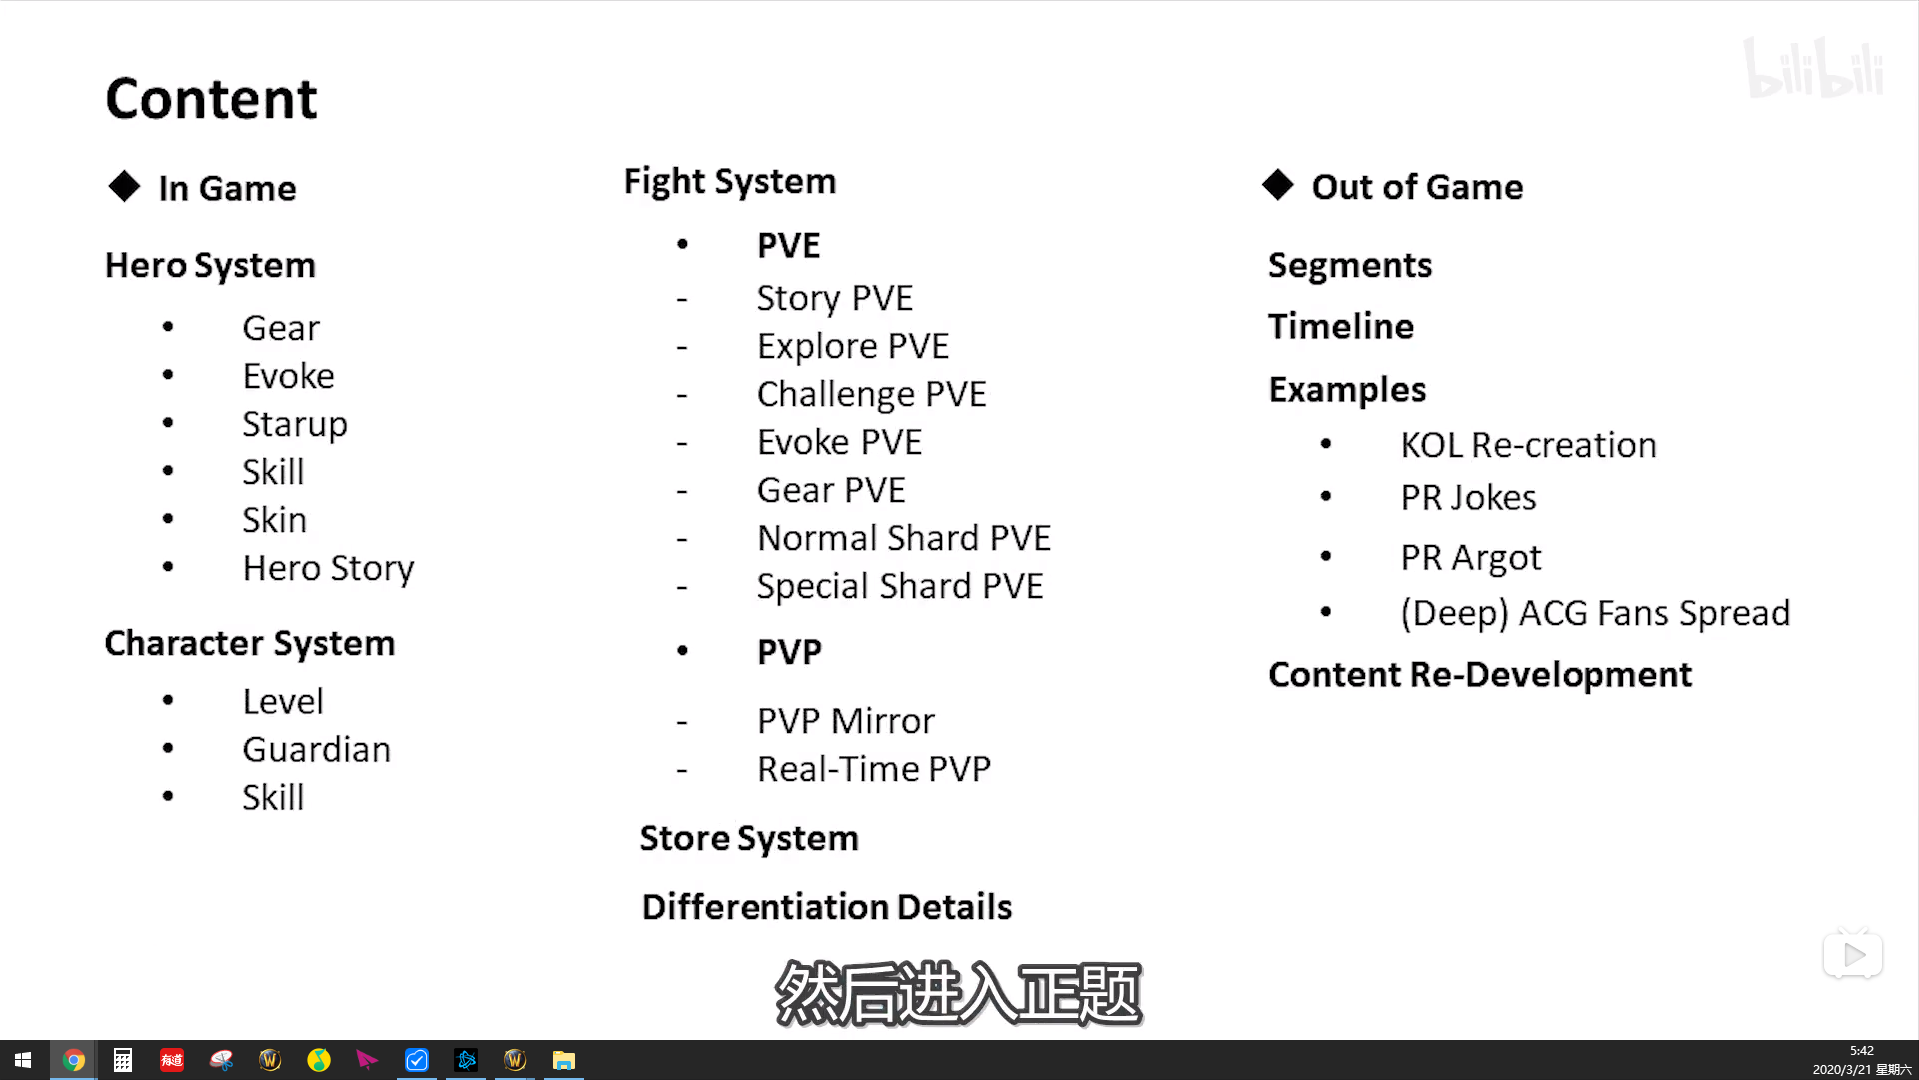 bilibili
Content
◆ In Game
Hero System
• Gear
• Evoke
• Starup
• Skill
• Skin
• Hero Story
Character System
• Level
• Guardian
• Skill
Fight System
• PVE
- Story PVE
- Explore PVE
- Challenge PVE
- Evoke PVE
- Gear PVE
- Normal Shard PVE
- Special Shard PVE
• PVP
- PVP Mirror
- Real-Time PVP
Store System
Differentiation Details
◆ Out of Game
Segments
Timeline
Examples
• KOL Re-creation
• PR Jokes
• PR Argot
• (Deep) ACG Fans Spread
Content Re-Development
然后进入正题
有道
W
W
5:42
2020/3/21 星期六